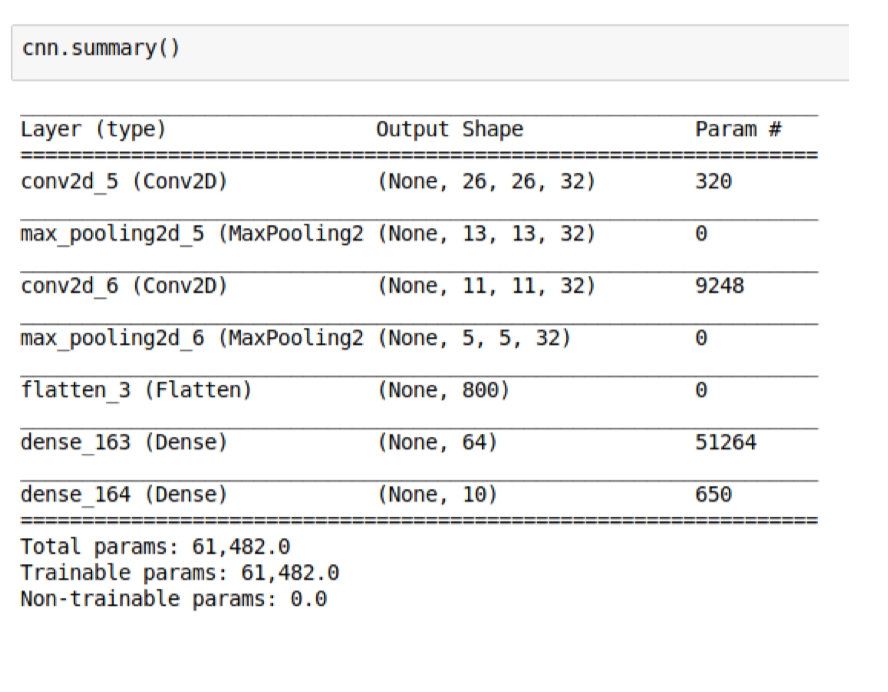 cnn.summary()
Layer (type) Output Shape Param #
conv2d_5 (Conv2D) (None, 26, 26, 32) 320
max_pooling2d_5 (MaxPooling2 (None, 13, 13, 32) 0
conv2d_6 (Conv2D) (None, 11, 11, 32) 9248
max_pooling2d_6 (MaxPooling2 (None, 5, 5, 32) 0
flatten_3 (Flatten) (None, 800) 0
dense_163 (Dense) (None, 64) 51264
dense_164 (Dense) (None, 10) 650
Total params: 61,482.0
Trainable params: 61,482.0
Non-trainable params: 0.0